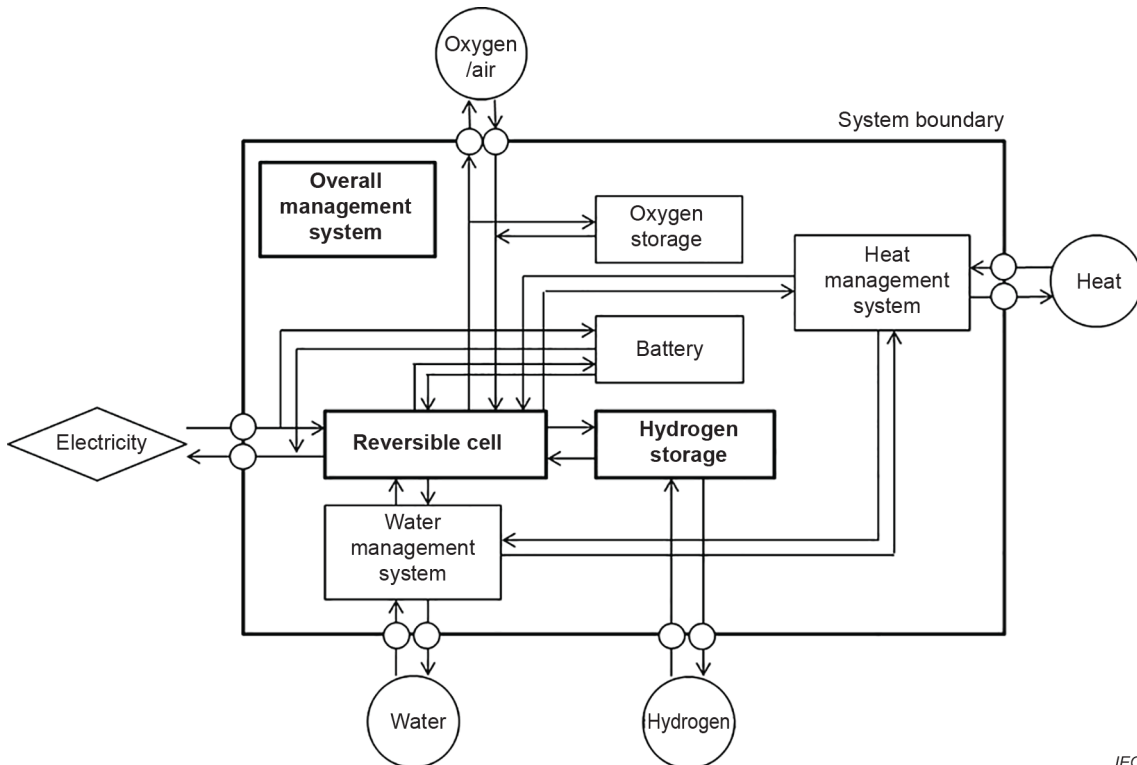 Oxygen
/air
System boundary
Overall
management
system
Oxygen
storage
Heat
management
system
Heat
Battery
Electricity
Reversible cell
Hydrogen
storage
Water
management
system
Water
Hydrogen